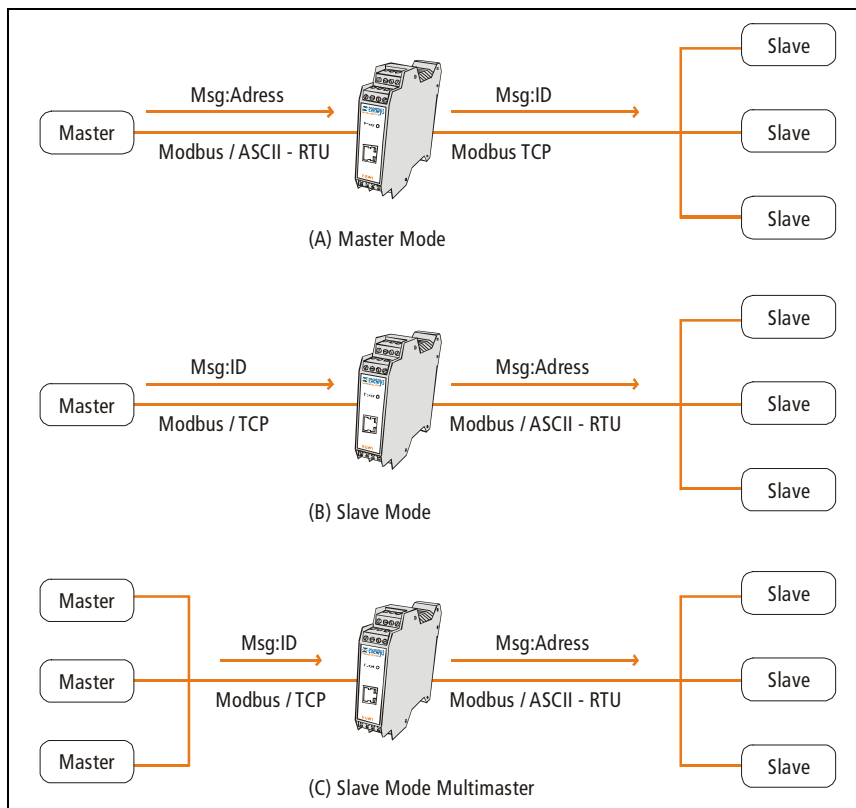 Slave
Msg:Adress
Msg:ID
Master
Slave
Modbus / ASCII - RTU
Modbus TCP
Slave
(A) Master Mode
Slave
Msg:ID
Msg:Adress
Master
Slave
Modbus / TCP
Modbus / ASCII - RTU
Slave
(B) Slave Mode
Master
Slave
Msg:ID
Msg:Adress
Master
Slave
Modbus / TCP
Modbus / ASCII - RTU
Master
Slave
(C) Slave Mode Multimaster